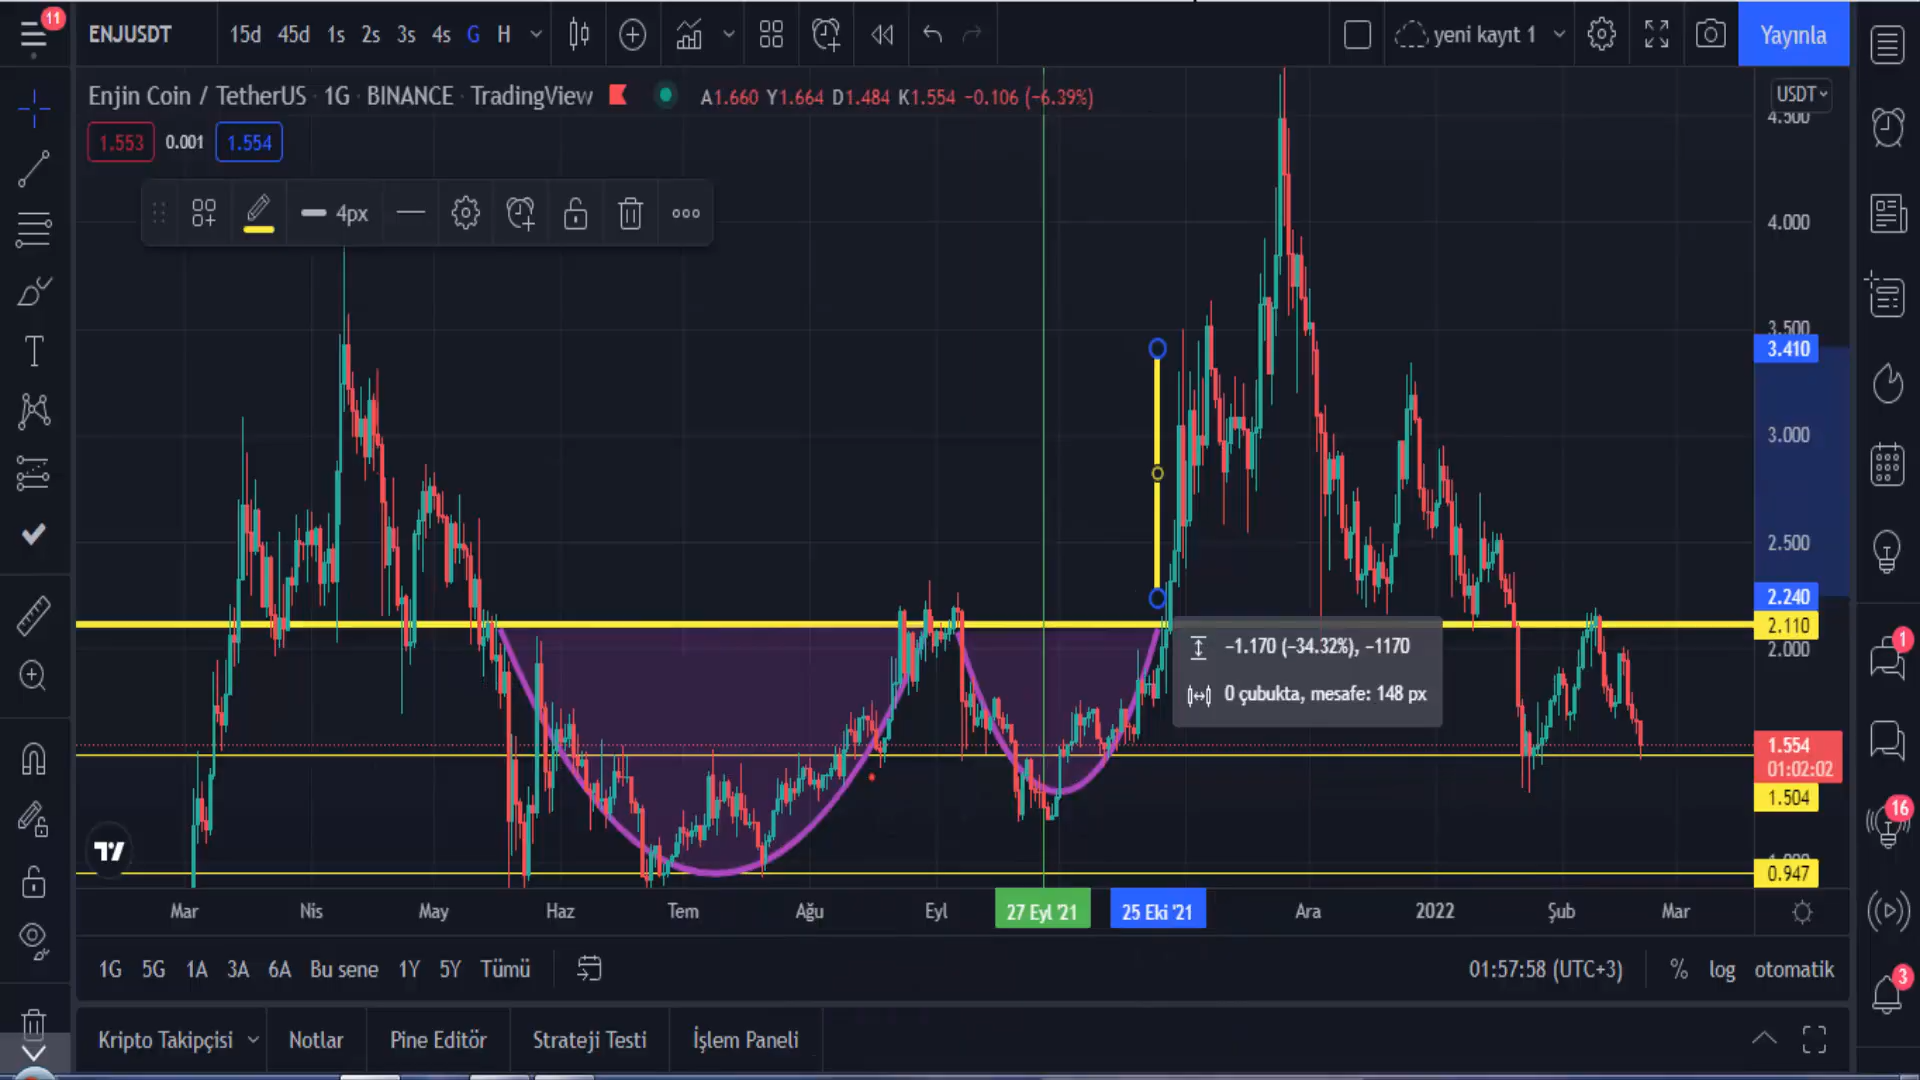 11
ENJUSDT 15d 45d 1s 2s 3s 4s G H yeni kayıt 1 Yayınla
Enjin Coin / TetherUS 1G BINANCE TradingView A1.660 Y1.664 D1.484 K1.554 −0.106 (−6.39%)
USDT
4.500
1.553 0.001 1.554
4px
4.000
3.500
3.410
3.000
2.500
2.240
2.110
2.000
−1.170 (−34.32%), −1170
0 çubukta, mesafe: 148 px
1
1.554
01:02:02
1.504
16
0.947
Mar Nis May Haz Tem Ağu Eyl 27 Eyl '21 25 Eki '21 Ara 2022 Şub Mar
1G 5G 1A 3A 6A Bu sene 1Y 5Y Tümü 01:57:58 (UTC+3) % log otomatik
3
Kripto Takipçisi Notlar Pine Editör Strateji Testi İşlem Paneli